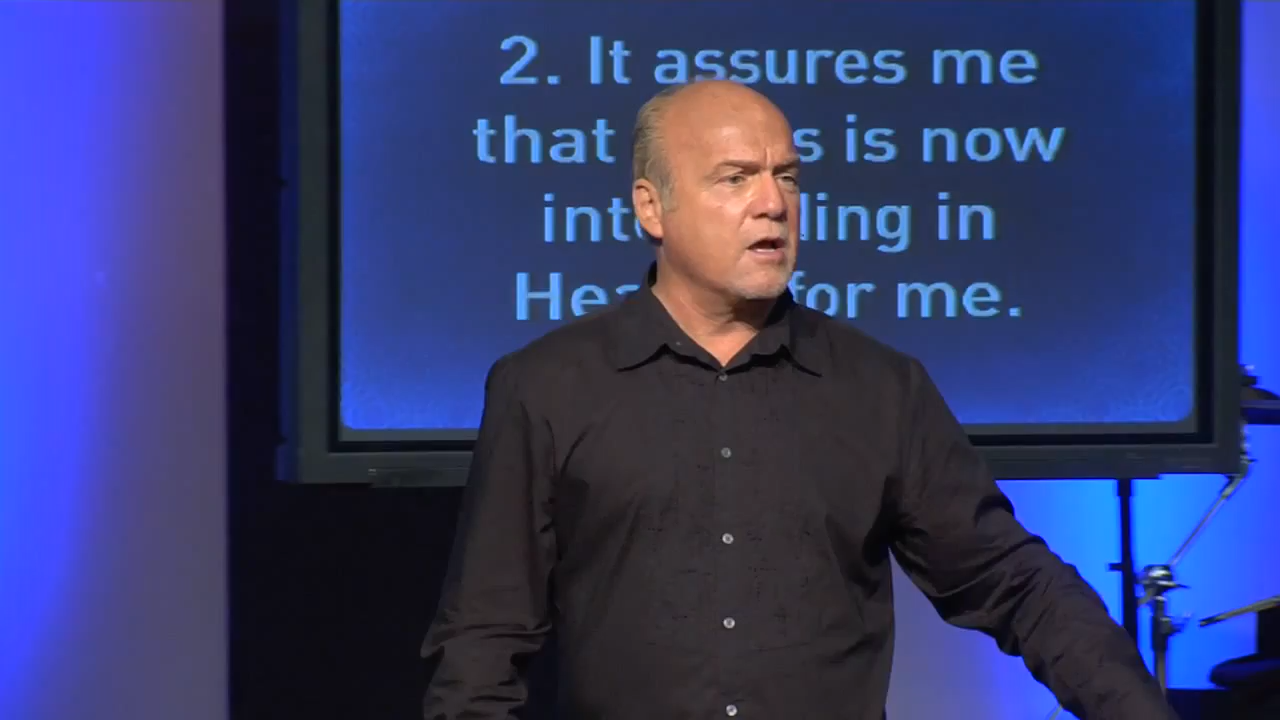 2. It assures me
that is now
in
for me.